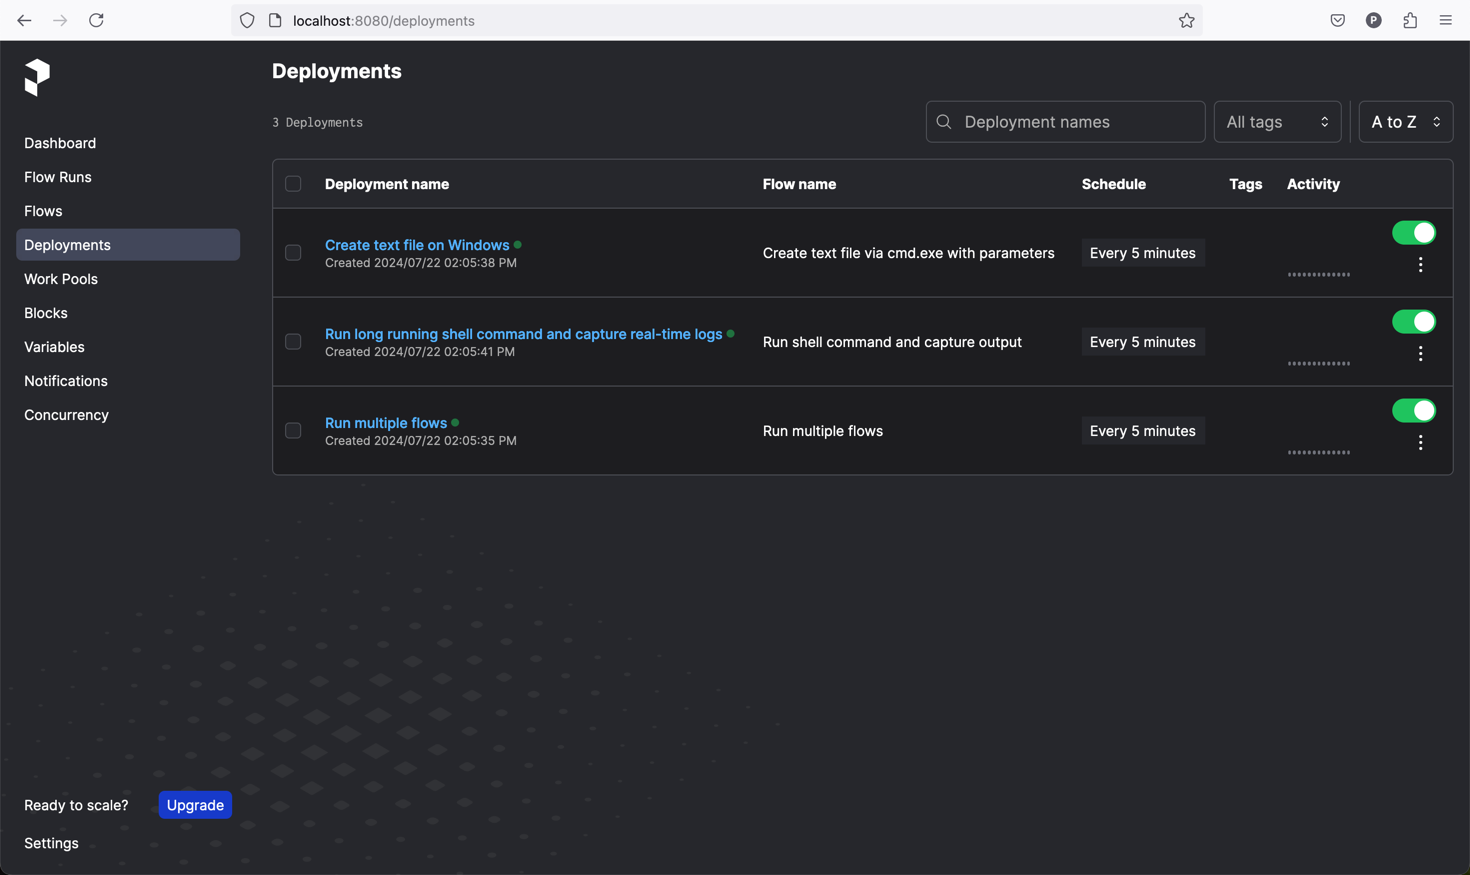 localhost:8080/deployments
P
Deployments
3 Deployments
Deployment names
All tags
A to Z
Dashboard
Flow Runs
Flows
Deployments
Work Pools
Blocks
Variables
Notifications
Concurrency
Deployment name Flow name Schedule Tags Activity
Create text file on Windows
Created 2024/07/22 02:05:38 PM
Create text file via cmd.exe with parameters
Every 5 minutes
Run long running shell command and capture real-time logs
Created 2024/07/22 02:05:41 PM
Run shell command and capture output
Every 5 minutes
Run multiple flows
Created 2024/07/22 02:05:35 PM
Run multiple flows
Every 5 minutes
Ready to scale?
Upgrade
Settings